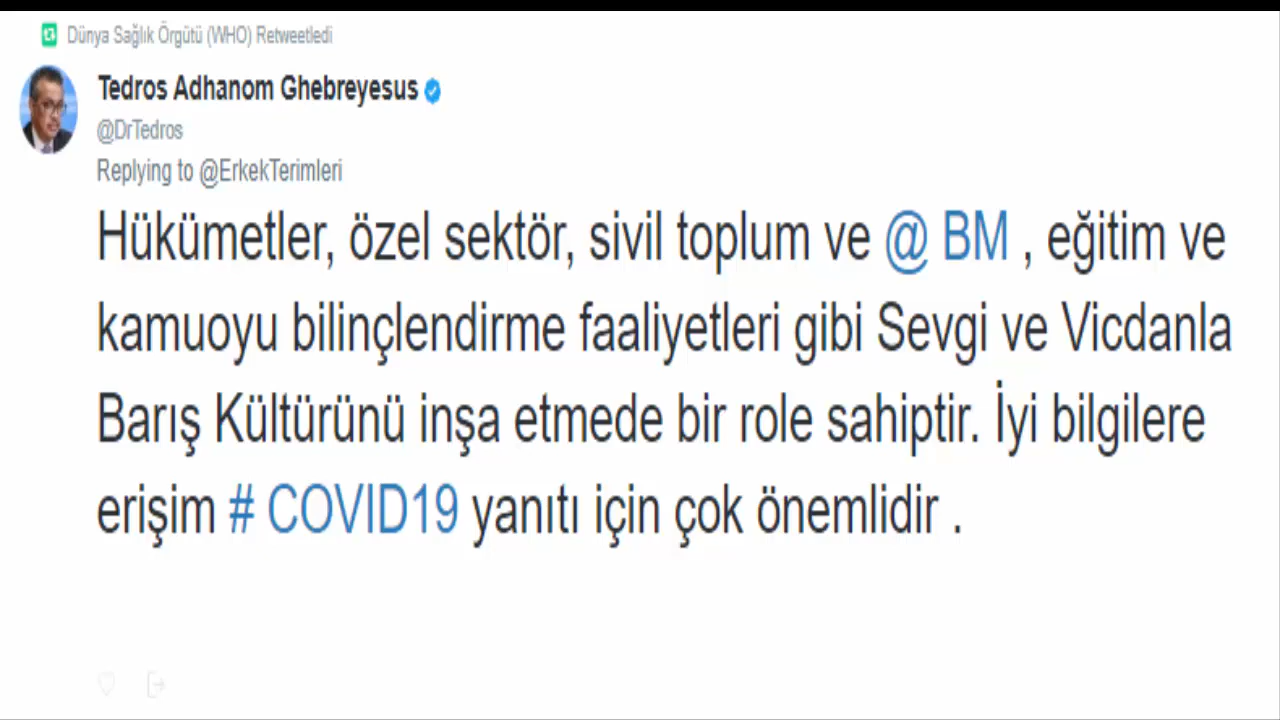 Dünya Sağlık Örgütü (WHO) Retweetledi
Tedros Adhanom Ghebreyesus
@DrTedros
Replying to @ErkekTerimleri
Hükümetler, özel sektör, sivil toplum ve @ BM , eğitim ve
kamuoyu bilinçlendirme faaliyetleri gibi Sevgi ve Vicdanla
Barış Kültürünü inşa etmede bir role sahiptir. İyi bilgilere
erişim # COVID19 yanıtı için çok önemlidir .